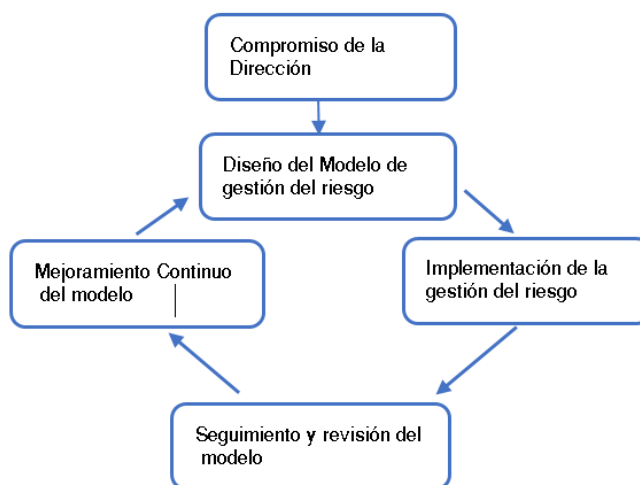 Compromiso de la
Dirección
Diseño del Modelo de
gestión del riesgo
Mejoramiento Continuo
del modelo
Implementación de la
gestión del riesgo
Seguimiento y revisión del
modelo